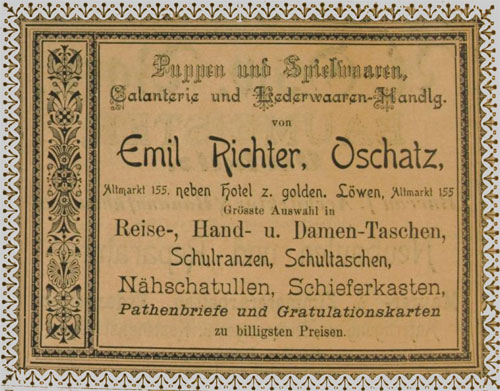 Puppen und Spielwaaren,
Galanterie und Lederwaaren-Handlg.
von
Emil Richter, Oschatz,
Altmarkt 155. neben Hotel z. golden. Löwen, Altmarkt 155
Grösste Auswahl in
Reise-, Hand- u. Damen-Taschen,
Schulranzen, Schultaschen,
Nähschatullen, Schieferkasten,
Pathenbriefe und Gratulationskarten
zu billigsten Preisen.